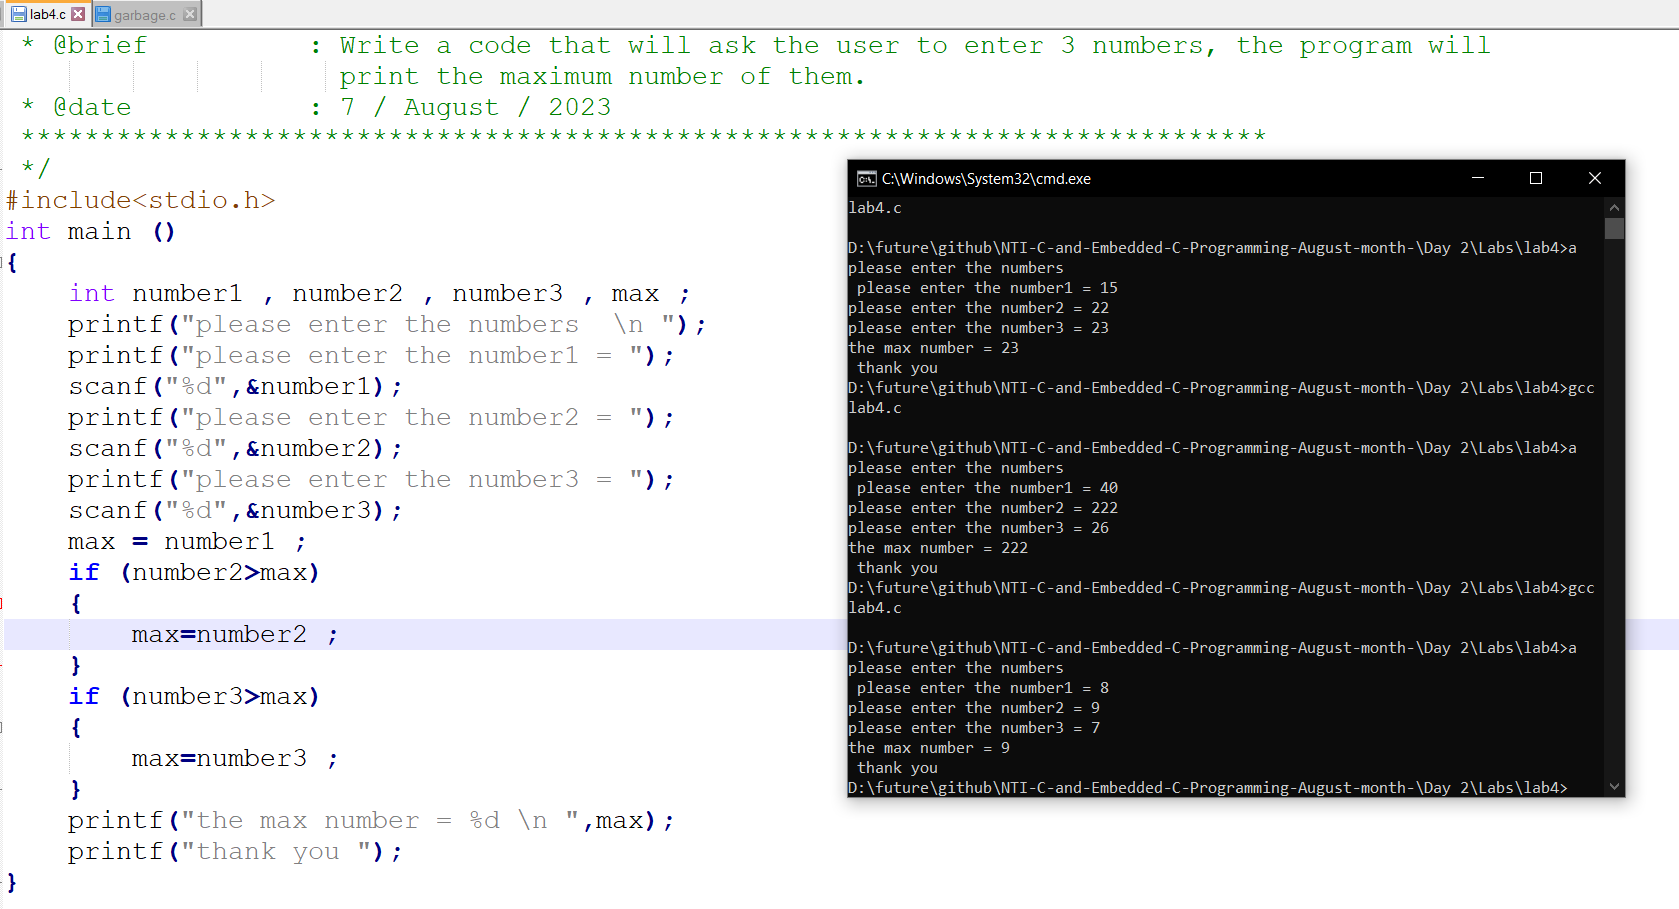 lab4.c garbage.c
* @brief : Write a code that will ask the user to enter 3 numbers, the program will
print the maximum number of them.
* @date : 7 / August / 2023
******************************************************************************
*/
#include<stdio.h>
int main ()
{
int number1 , number2 , number3 , max ;
printf("please enter the numbers  \n ");
printf("please enter the number1 = ");
scanf("%d",&number1);
printf("please enter the number2 = ");
scanf("%d",&number2);
printf("please enter the number3 = ");
scanf("%d",&number3);
max = number1 ;
if (number2>max)
{
max=number2 ;
}
if (number3>max)
{
max=number3 ;
}
printf("the max number = %d \n ",max);
printf("thank you ");
}
C:\Windows\System32\cmd.exe
lab4.c
D:\future\github\NTI-C-and-Embedded-C-Programming-August-month-\Day 2\Labs\lab4>a
please enter the numbers
please enter the number1 = 15
please enter the number2 = 22
please enter the number3 = 23
the max number = 23
thank you
D:\future\github\NTI-C-and-Embedded-C-Programming-August-month-\Day 2\Labs\lab4>gcc
lab4.c
D:\future\github\NTI-C-and-Embedded-C-Programming-August-month-\Day 2\Labs\lab4>a
please enter the numbers
please enter the number1 = 40
please enter the number2 = 222
please enter the number3 = 26
the max number = 222
thank you
D:\future\github\NTI-C-and-Embedded-C-Programming-August-month-\Day 2\Labs\lab4>gcc
lab4.c
D:\future\github\NTI-C-and-Embedded-C-Programming-August-month-\Day 2\Labs\lab4>a
please enter the numbers
please enter the number1 = 8
please enter the number2 = 9
please enter the number3 = 7
the max number = 9
thank you
D:\future\github\NTI-C-and-Embedded-C-Programming-August-month-\Day 2\Labs\lab4>